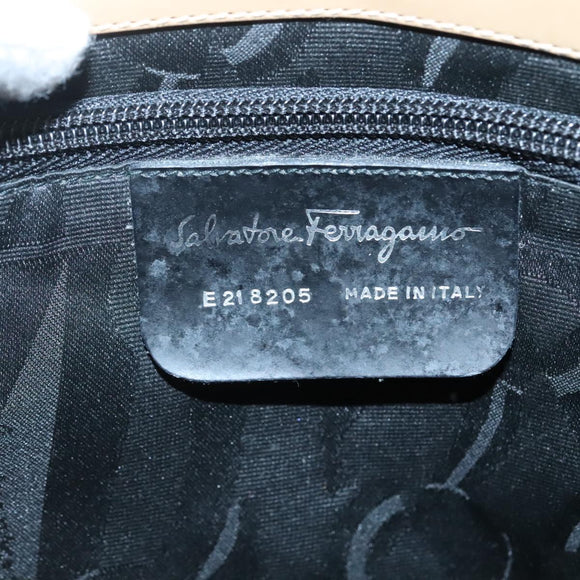 Salvatore Ferragamo
E218205 MADE IN ITALY